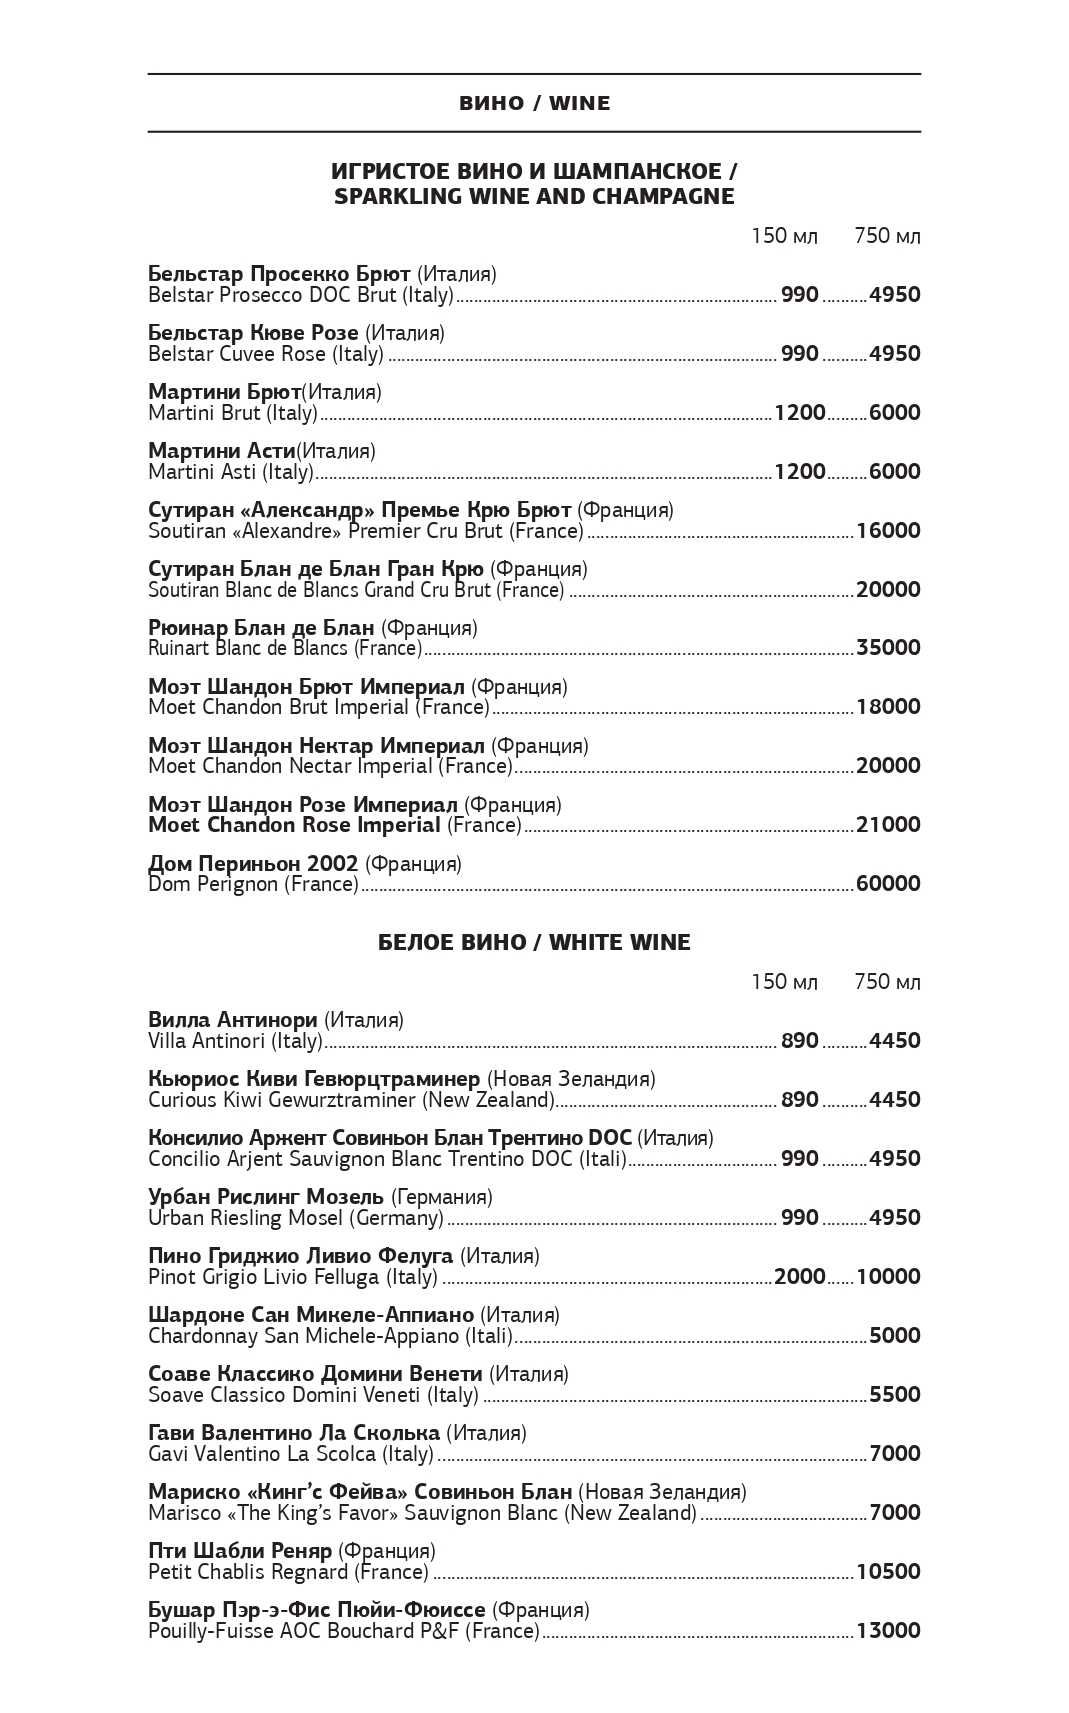 ВИНО / WINE
ИГРИСТОЕ ВИНО И ШАМПАНСКОЕ /
SPARKLING WINE AND CHAMPAGNE
150 мл 750 мл
Бельстар Просекко Брют (Италия)
Belstar Prosecco DOC Brut (Italy) 990 4950
Бельстар Кюве Розе (Италия)
Belstar Cuvee Rose (Italy) 990 4950
Мартини Брют(Италия)
Martini Brut (Italy) 1200 6000
Мартини Асти(Италия)
Martini Asti (Italy) 1200 6000
Сутиран «Александр» Премье Крю Брют (Франция)
Soutiran «Alexandre» Premier Cru Brut (France) 16000
Сутиран Блан де Блан Гран Крю (Франция)
Soutiran Blanc de Blancs Grand Cru Brut (France) 20000
Рюинар Блан де Блан (Франция)
Ruinart Blanc de Blancs (France) 35000
Моэт Шандон Брют Империал (Франция)
Moet Chandon Brut Imperial (France) 18000
Моэт Шандон Нектар Империал (Франция)
Moet Chandon Nectar Imperial (France) 20000
Моэт Шандон Розе Империал (Франция)
Moet Chandon Rose Imperial (France) 21000
Дом Периньон 2002 (Франция)
Dom Perignon (France) 60000
БЕЛОЕ ВИНО / WHITE WINE
150 мл 750 мл
Вилла Антинори (Италия)
Villa Antinori (Italy) 890 4450
Кьюриос Киви Гевюрцтраминер (Новая Зеландия)
Curious Kiwi Gewurztraminer (New Zealand) 890 4450
Консилио Аржент Совиньон Блан Трентино DOC (Италия)
Concilio Arjent Sauvignon Blanc Trentino DOC (Itali) 990 4950
Урбан Рислинг Мозель (Германия)
Urban Riesling Mosel (Germany) 990 4950
Пино Гриджио Ливио Фелуга (Италия)
Pinot Grigio Livio Felluga (Italy) 2000 10000
Шардоне Сан Микеле-Аппиано (Италия)
Chardonnay San Michele-Appiano (Itali) 5000
Соаве Классико Домини Венети (Италия)
Soave Classico Domini Veneti (Italy) 5500
Гави Валентино Ла Сколька (Италия)
Gavi Valentino La Scolca (Italy) 7000
Мариско «Кинг’с Фейва» Совиньон Блан (Новая Зеландия)
Marisco «The King’s Favor» Sauvignon Blanc (New Zealand) 7000
Пти Шабли Реняр (Франция)
Petit Chablis Regnard (France) 10500
Бушар Пэр-э-Фис Пюйи-Фюиссе (Франция)
Pouilly-Fuisse AOC Bouchard P&F (France) 13000